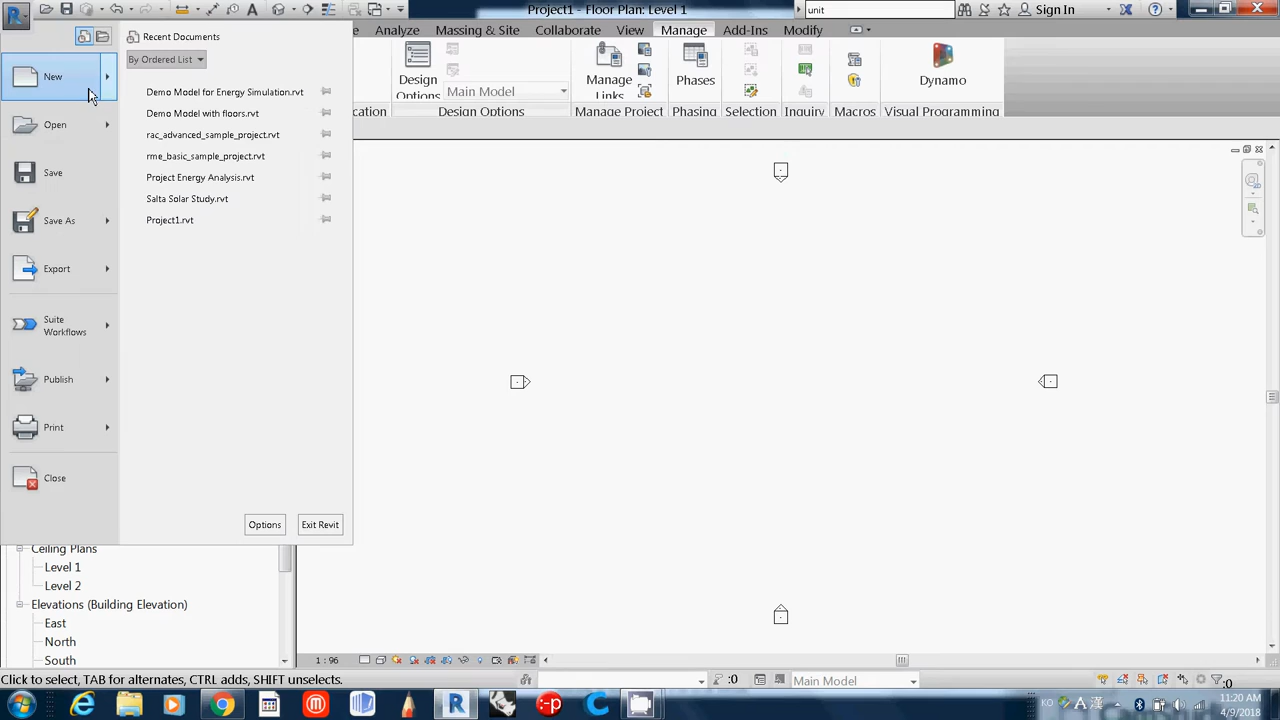 Project1 - Floor Plan: Level 1
unit
Sign In
Recent Documents
Analyze
Massing & Site
Collaborate
View
Manage
Add-Ins
Modify
By Ordered List
New
Open
Save
Save As
Export
Suite
Workflows
Publish
Print
Close
Demo Model for Energy Simulation.rvt
Demo Model with floors.rvt
rac_advanced_sample_project.rvt
rme_basic_sample_project.rvt
Project Energy Analysis.rvt
Salta Solar Study.rvt
Project1.rvt
Design
Options
Main Model
Manage
Links
Phases
Dynamo
Design Options
Manage Project
Phasing
Selection
Inquiry
Macros
Visual Programming
Options
Exit Revit
Ceiling Plans
Level 1
Level 2
Elevations (Building Elevation)
East
North
South
1 : 96
Click to select, TAB for alternates, CTRL adds, SHIFT unselects.
:0
Main Model
:0
KO
A
漢
11:20 AM
4/9/2018